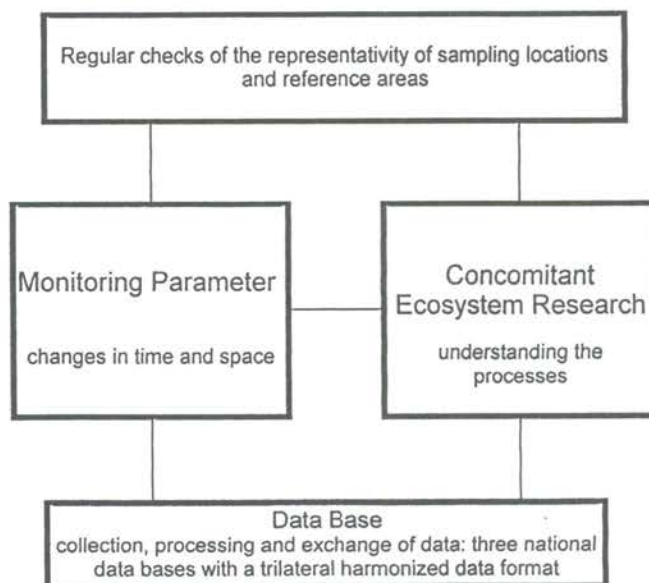 Regular checks of the representativity of sampling locations
and reference areas
Monitoring Parameter
changes in time and space
Concomitant
Ecosystem Research
understanding the
processes
Data Base
collection, processing and exchange of data: three national
data bases with a trilateral harmonized data format